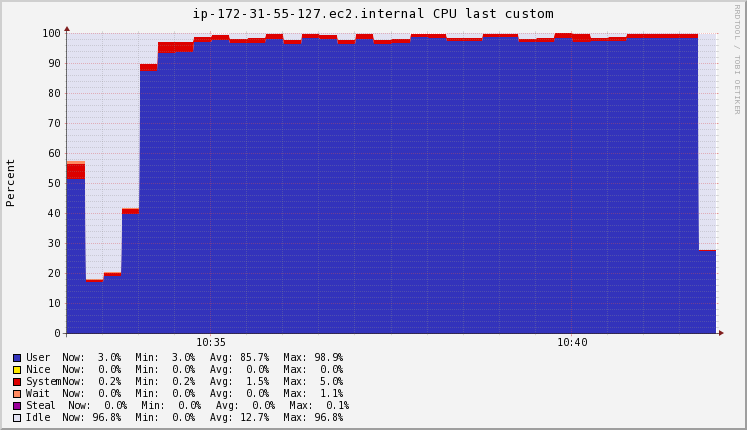 ip-172-31-55-127.ec2.internal CPU last custom
RRDTOOL / TOBI OETIKER
Percent
100
90
80
70
60
50
40
30
20
10
0
10:35 10:40
User Now: 3.0% Min: 3.0% Avg: 85.7% Max: 98.9%
Nice Now: 0.0% Min: 0.0% Avg: 0.0% Max: 0.0%
System Now: 0.2% Min: 0.2% Avg: 1.5% Max: 5.0%
Wait Now: 0.0% Min: 0.0% Avg: 0.0% Max: 1.1%
Steal Now: 0.0% Min: 0.0% Avg: 0.0% Max: 0.1%
Idle Now: 96.8% Min: 0.0% Avg: 12.7% Max: 96.8%